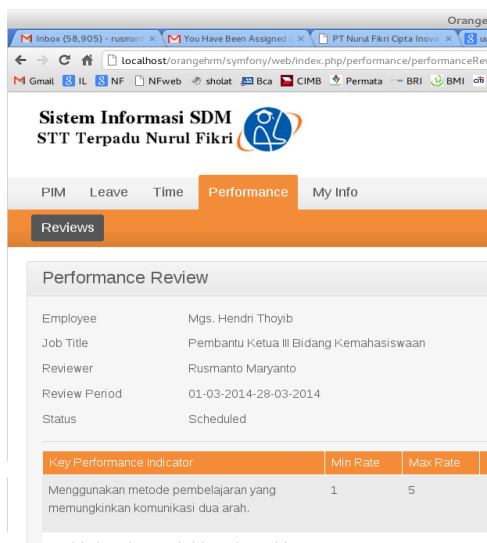 Orange
Inbox (58,905) - rusmant
You Have Been Assigned a
PT Nurul Fikri Cipta Inova
localhost/orangehrm/symfony/web/index.php/performance/performanceRev
Gmail IL NF NFweb sholat Bca CIMB Permata BRI BMI
Sistem Informasi SDM
STT Terpadu Nurul Fikri
PIM Leave Time Performance My Info
Reviews
Performance Review
Employee Mgs. Hendri Thoyib
Job Title Pembantu Ketua III Bidang Kemahasiswaan
Reviewer Rusmanto Maryanto
Review Period 01-03-2014-28-03-2014
Status Scheduled
Key Performance Indicator Min Rate Max Rate
Menggunakan metode pembelajaran yang 1 5
memungkinkan komunikasi dua arah.